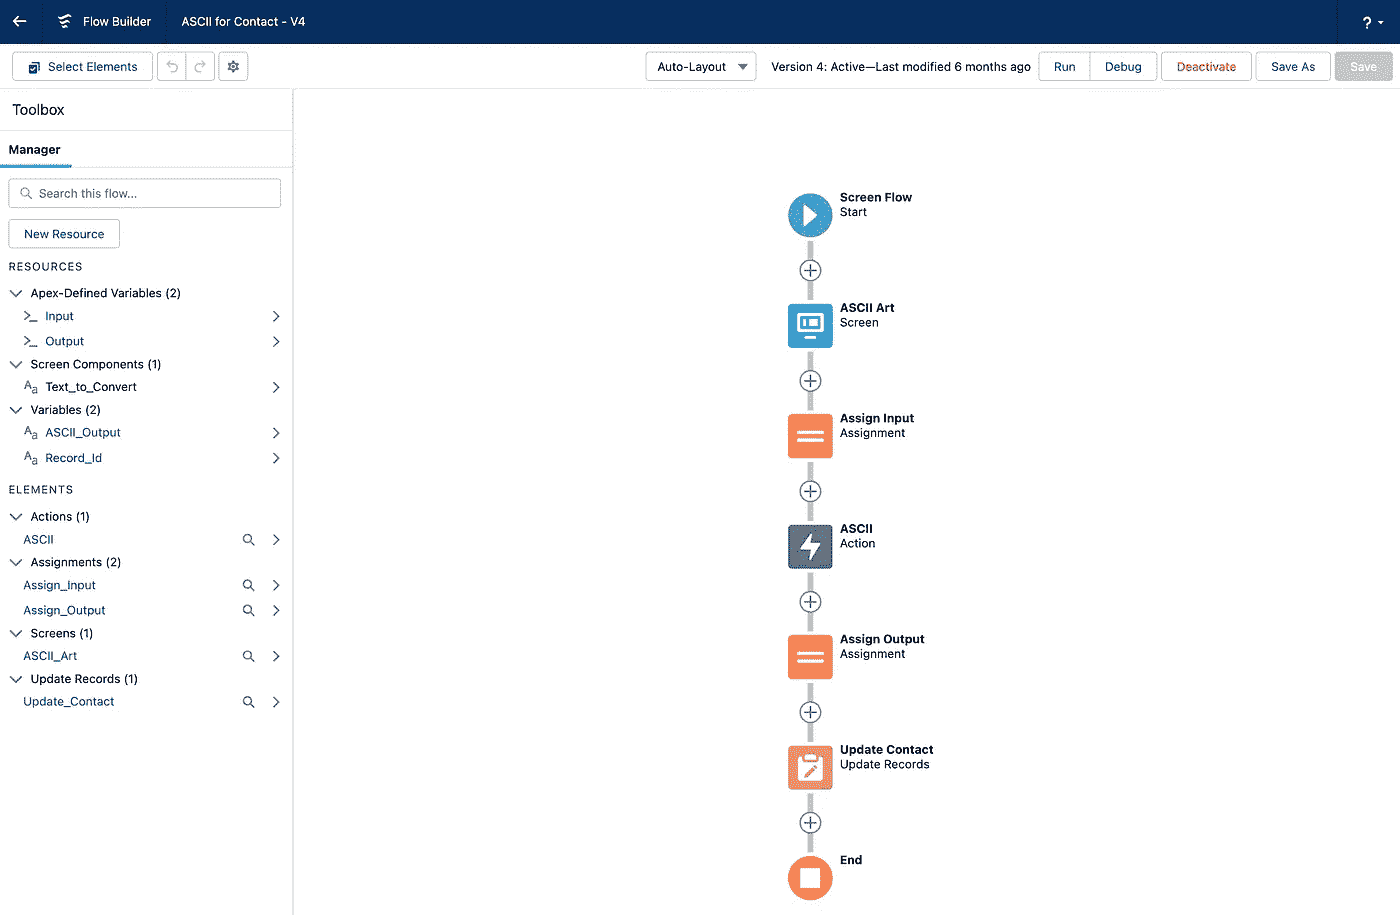 Flow Builder
ASCII for Contact - V4
?
Select Elements
Auto-Layout
Version 4: Active—Last modified 6 months ago
Run
Debug
Deactivate
Save As
Save
Toolbox
Manager
Search this flow...
New Resource
RESOURCES
Apex-Defined Variables (2)
Input
Output
Screen Components (1)
Aa Text_to_Convert
Variables (2)
Aa ASCII_Output
Aa Record_Id
ELEMENTS
Actions (1)
ASCII
Assignments (2)
Assign_Input
Assign_Output
Screens (1)
ASCII_Art
Update Records (1)
Update_Contact
Screen Flow
Start
ASCII Art
Screen
Assign Input
Assignment
ASCII
Action
Assign Output
Assignment
Update Contact
Update Records
End